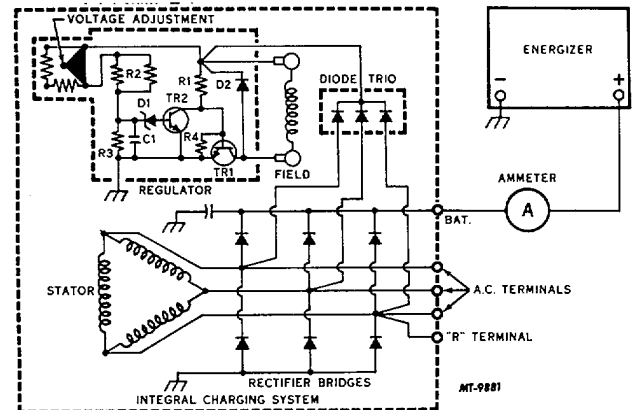 VOLTAGE ADJUSTMENT
ENERGIZER
- +
R2
R1
D2
DIODE TRIO
D1
TR2
C1
R4
R3
TR1
FIELD
REGULATOR
AMMETER
A
BAT.
STATOR
A.C. TERMINALS
"R" TERMINAL
RECTIFIER BRIDGES
MT-9881
INTEGRAL CHARGING SYSTEM